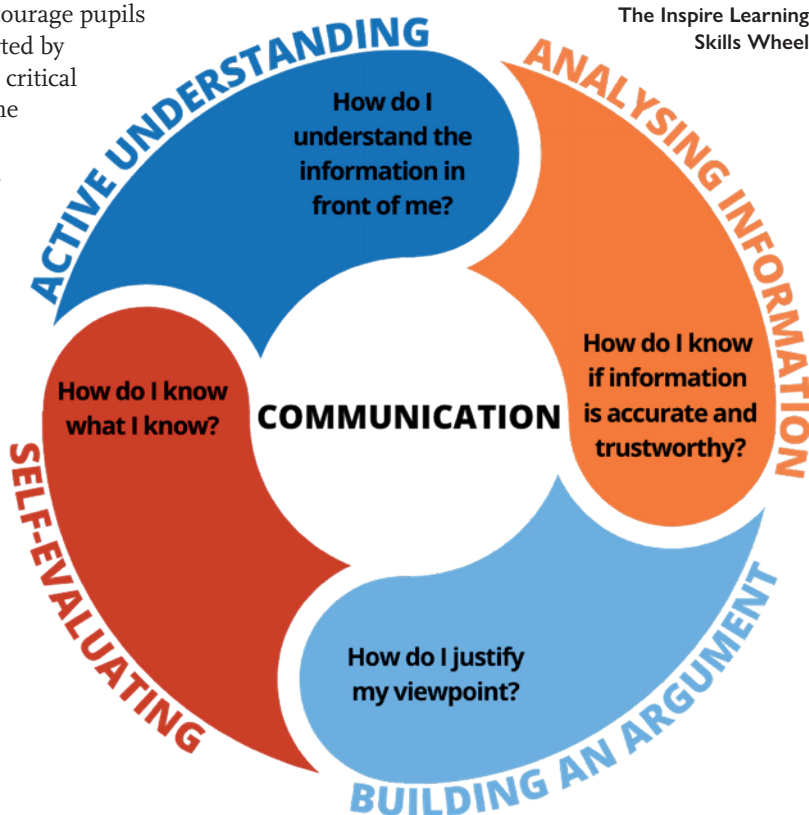 ourage pupils
ted by
critical
The Inspire Learning
Skills Wheel
ACTIVE UNDERSTANDING
How do I
understand the
information in
front of me?
ANALYSING INFORMATION
How do I know
if information
is accurate and
trustworthy?
BUILDING AN ARGUMENT
How do I justify
my viewpoint?
SELF-EVALUATING
How do I know
what I know?
COMMUNICATION